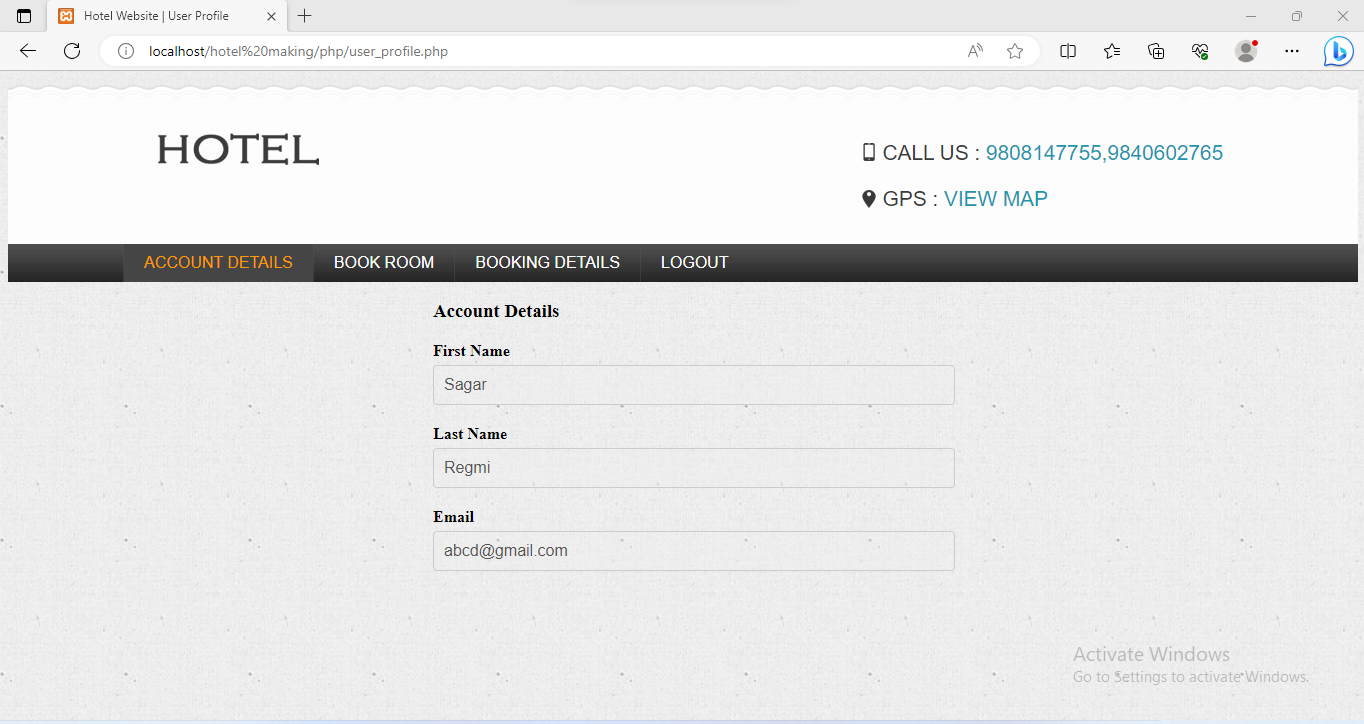 Hotel Website | User Profile
localhost/hotel%20making/php/user_profile.php
HOTEL
CALL US : 9808147755,9840602765
GPS : VIEW MAP
ACCOUNT DETAILS BOOK ROOM BOOKING DETAILS LOGOUT
Account Details
First Name
Sagar
Last Name
Regmi
Email
abcd@gmail.com
Activate Windows
Go to Settings to activate Windows.